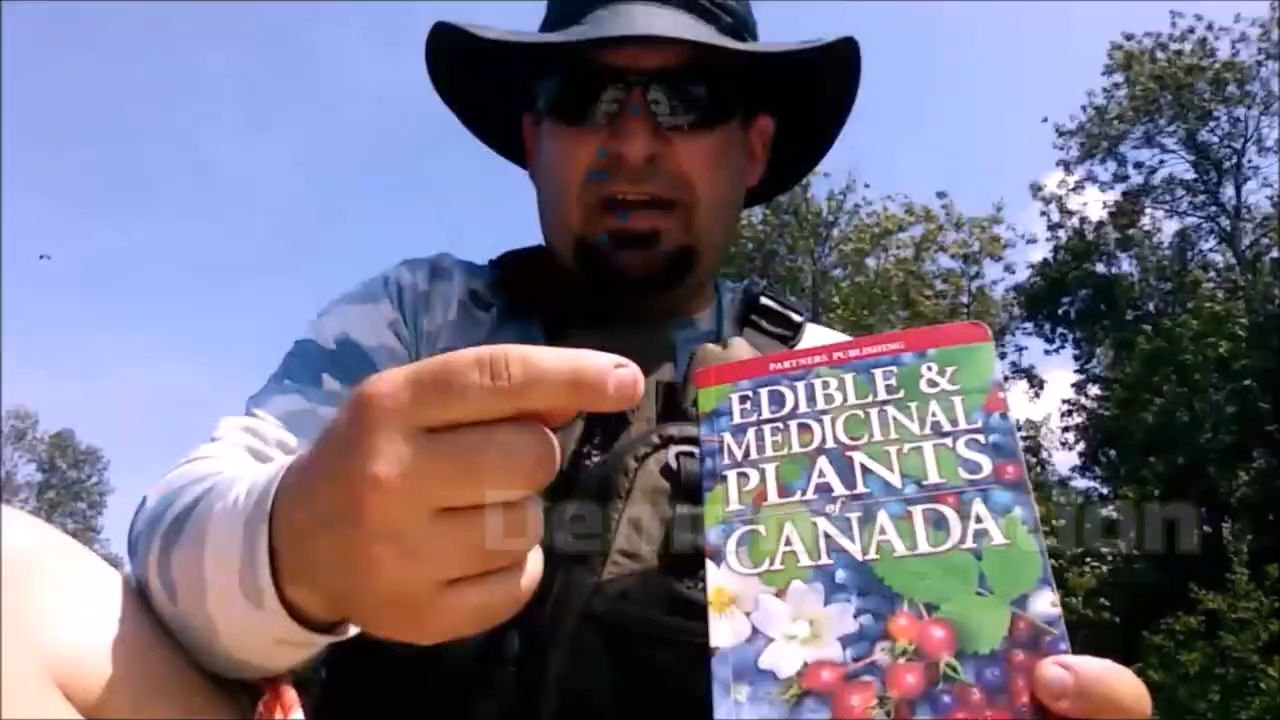 PARTNERS PUBLISHING
EDIBLE &
MEDICINAL
PLANTS
of
CANADA